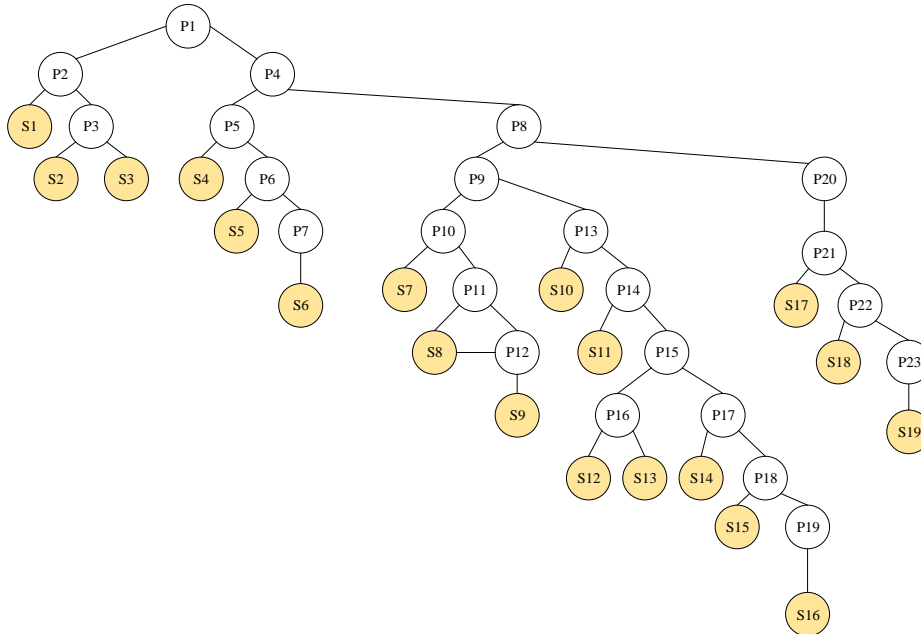 P1
P2 P4
S1 P3 P5 P8
S2 S3 S4 P6 P9 P20
S5 P7 P10 P13
P21
S6 S7 P11 S10 P14 S17 P22
S8 P12 S11 P15 S18 P23
S9 P16 P17
S19
S12 S13 S14 P18
S15 P19
S16